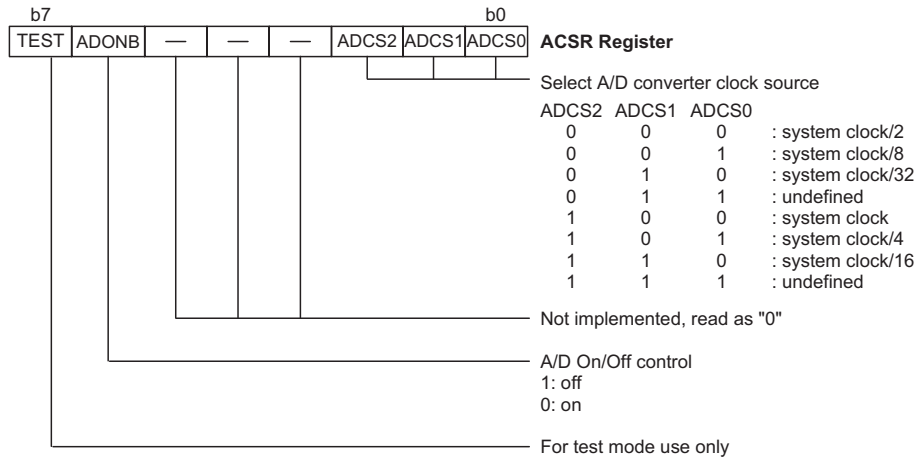 b7 b0
TEST ADONB — — — ADCS2 ADCS1 ADCS0 ACSR Register
Select A/D converter clock source
ADCS2 ADCS1 ADCS0
0 0 0 : system clock/2
0 0 1 : system clock/8
0 1 0 : system clock/32
0 1 1 : undefined
1 0 0 : system clock
1 0 1 : system clock/4
1 1 0 : system clock/16
1 1 1 : undefined
Not implemented, read as "0"
A/D On/Off control
1: off
0: on
For test mode use only